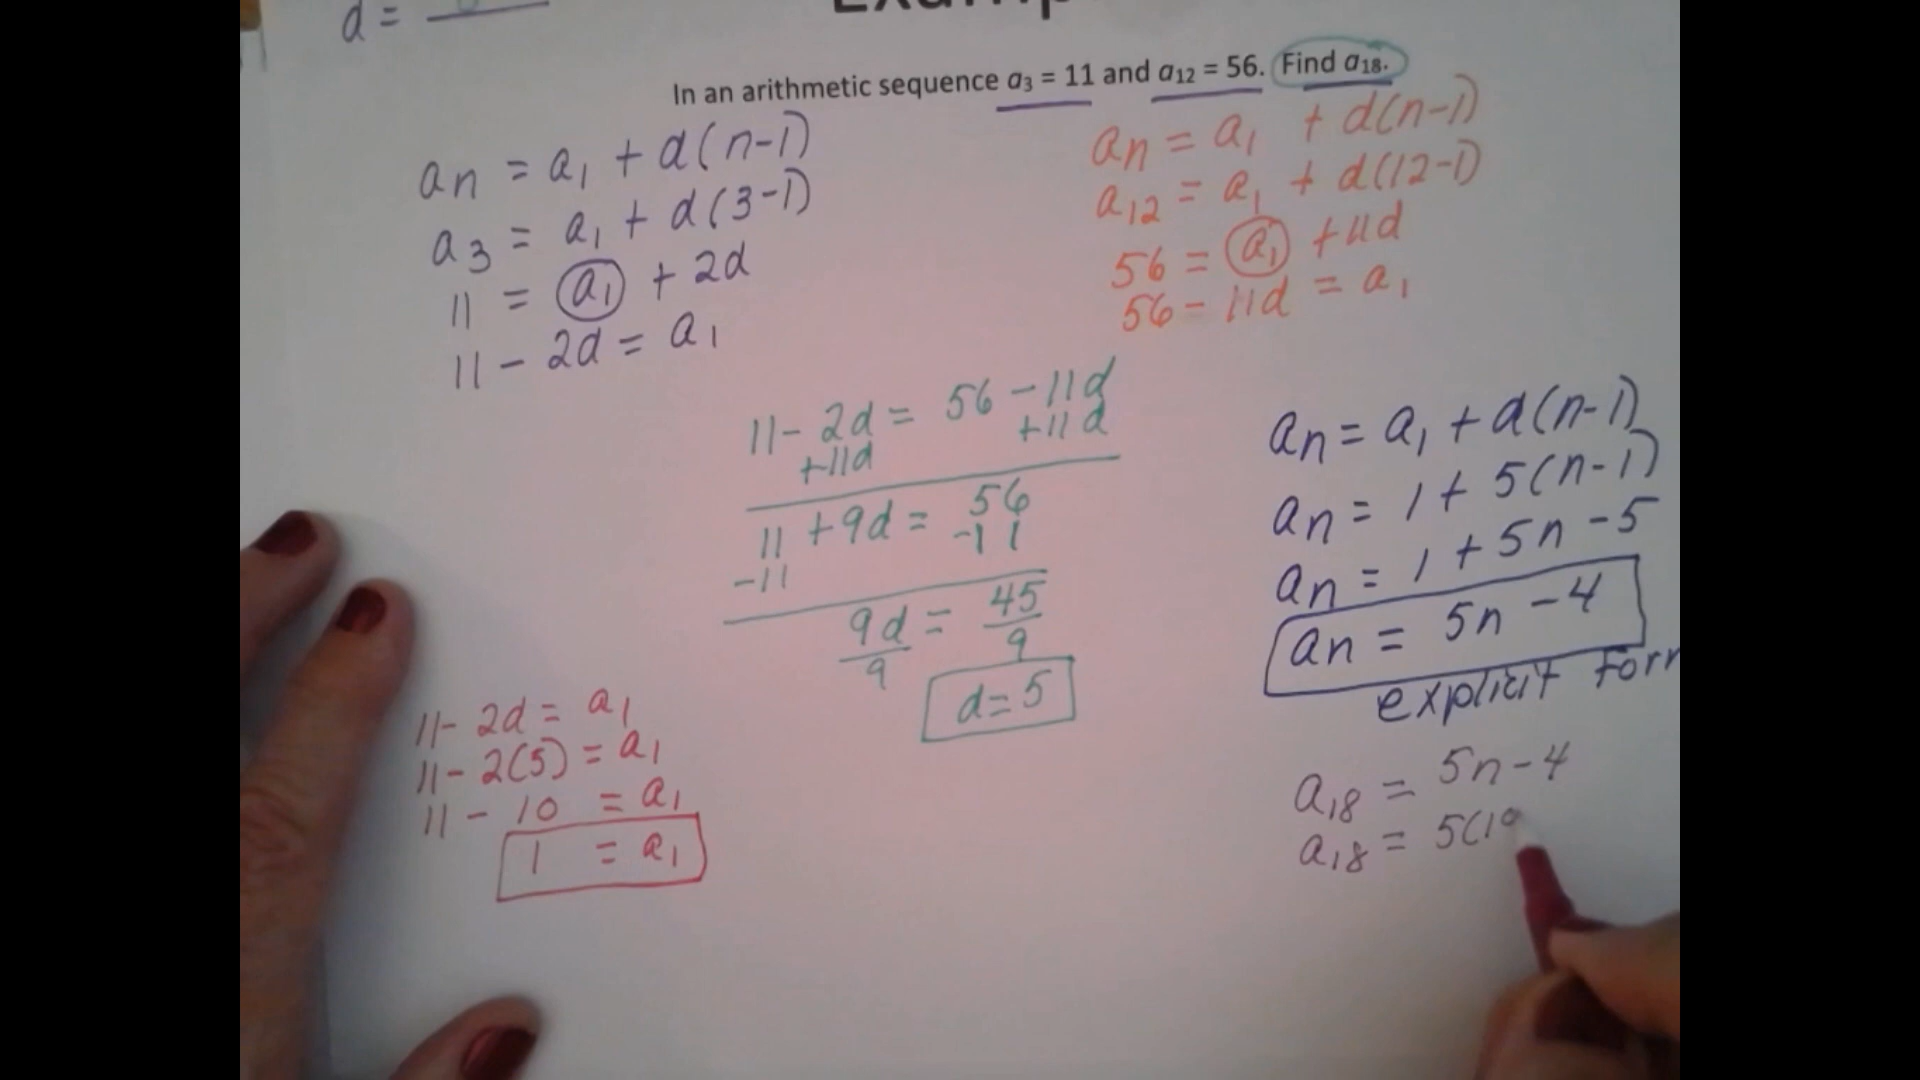 d =
In an arithmetic sequence a3 = 11 and a12 = 56. Find a18.
an = a1 + d(n-1)
a3 = a1 + d(3-1)
11 = a1 + 2d
11 - 2d = a1
an = a1 + d(n-1)
a12 = a1 + d(12-1)
56 = a1 + 11d
56 - 11d = a1
11 - 2d = 56 - 11d
+11d +11d
11 + 9d = 56
-11 -11
9d = 45
9 9
d = 5
11 - 2d = a1
11 - 2(5) = a1
11 - 10 = a1
1 = a1
an = a1 + d(n-1)
an = 1 + 5(n-1)
an = 1 + 5n - 5
an = 5n - 4
explicit
a18 = 5n - 4
a18 = 5(1